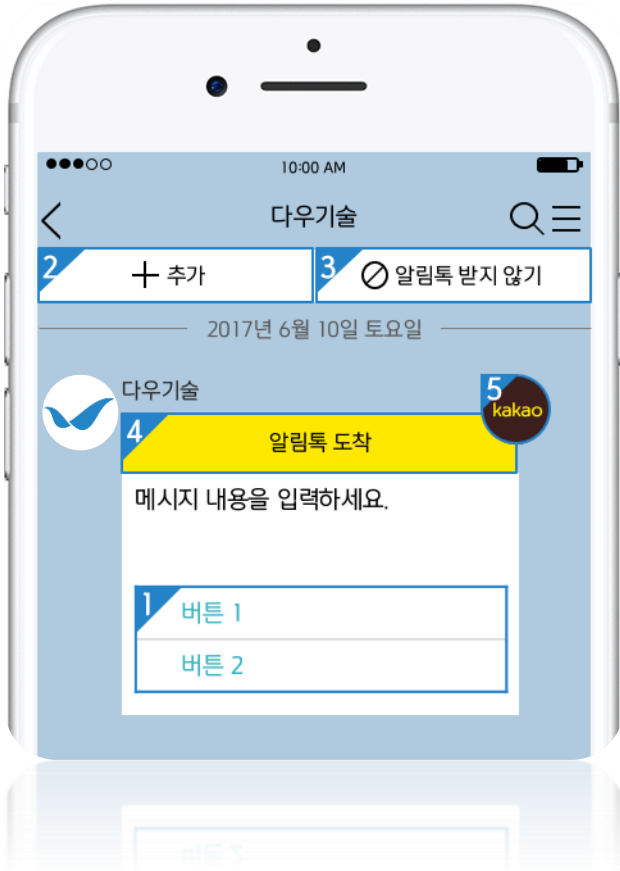 10:00 AM
다우기술
2 추가
3 알림톡 받지 않기
2017년 6월 10일 토요일
다우기술
5
kakao
4 알림톡 도착
메시지 내용을 입력하세요.
1 버튼 1
버튼 2